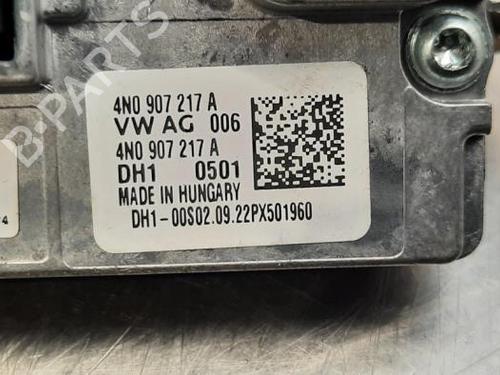 B-PARTS
4N0 907 217 A
VW AG 006
4N0 907 217 A
DH1 0501
MADE IN HUNGARY
DH1-00S02.09.22PX501960